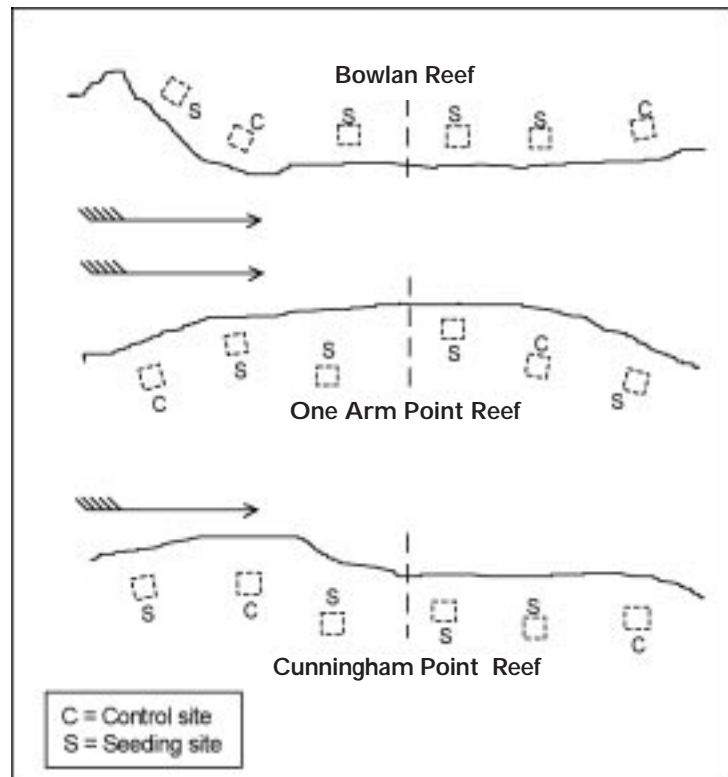 Bowlan Reef
S
C
S
S
S
C
C
S
S
S
C
S
One Arm Point Reef
S
C
S
S
S
C
Cunningham Point Reef
C = Control site
S = Seeding site